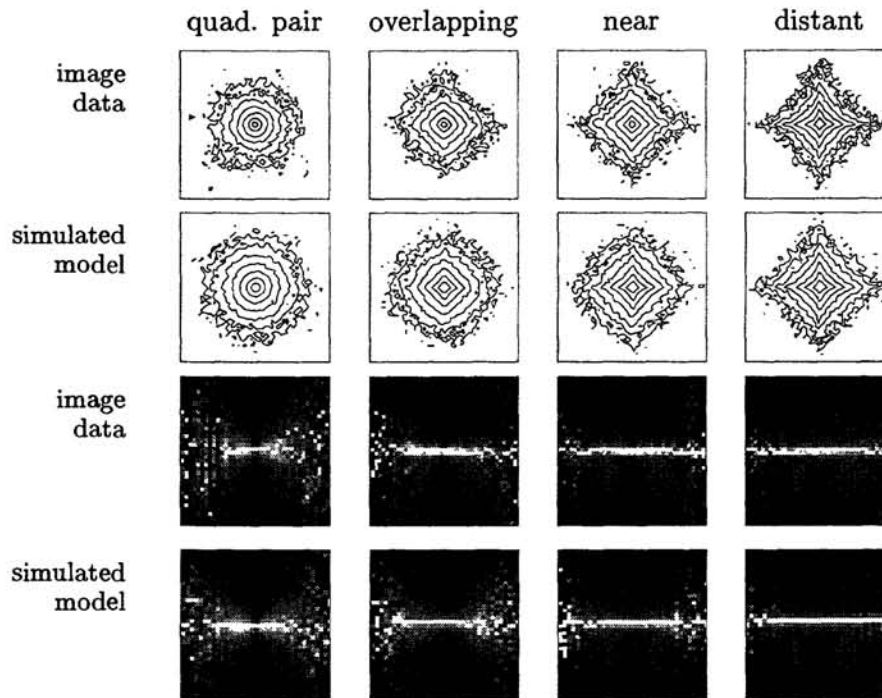 quad. pair overlapping near distant
image
data
simulated
model
image
data
simulated
model